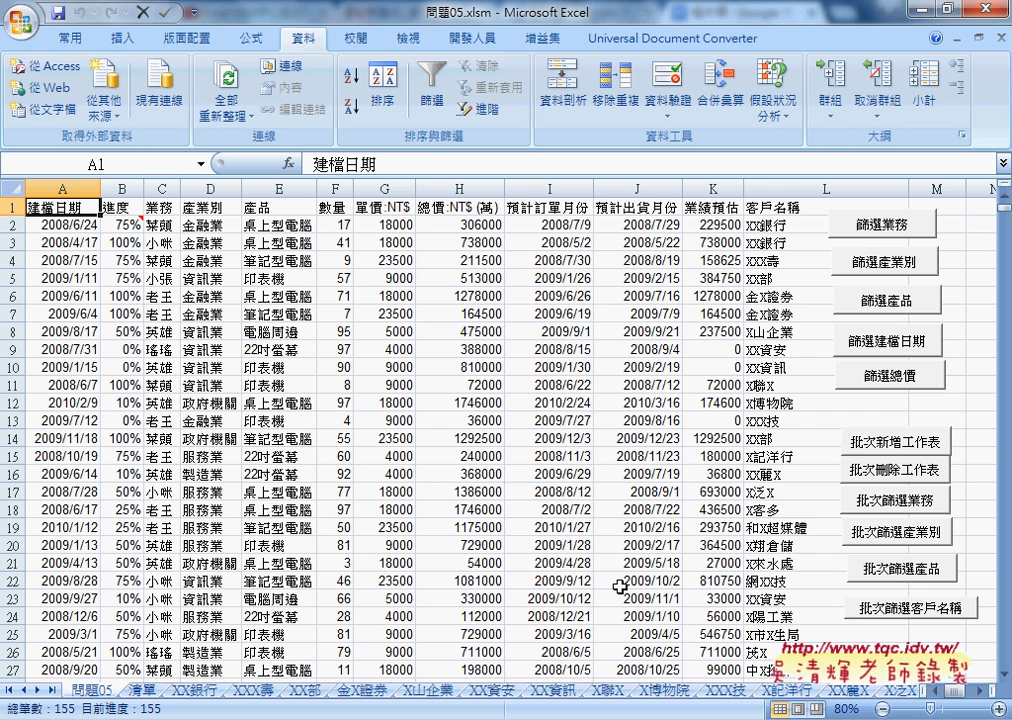 問題05.xlsm - Microsoft Excel
常用 插入 版面配置 公式 資料 校閱 檢視 開發人員 增益集 Universal Document Converter
從 Access 從 Web 從文字檔 從其他來源 現有連線 全部重新整理 連線 內容 編輯連結 排序 篩選 清除 重新套用 進階 資料剖析 移除重複 資料驗證 合併彙算 假設狀況分析 群組 取消群組 小計
取得外部資料 連線 排序與篩選 資料工具 大綱
A1 fx 建檔日期
A B C D E F G H I J K L M N
1 建檔日期 進度 業務 產業別 產品 數量 單價:NT$ 總價:NT$ (萬) 預計訂單月份 預計出貨月份 業績預估 客戶名稱
2 2008/6/24 75% 葉頭 金融業 桌上型電腦 17 18000 306000 2008/7/9 2008/7/29 229500 XX銀行 篩選業務
3 2008/4/17 100% 小咪 金融業 桌上型電腦 41 18000 738000 2008/5/2 2008/5/22 738000 XX銀行
4 2008/7/15 75% 葉頭 金融業 筆記型電腦 9 23500 211500 2008/7/30 2008/8/19 158625 XXX壽 篩選產業別
5 2009/1/11 75% 小張 資訊業 印表機 57 9000 513000 2009/1/26 2009/2/15 384750 XX部
6 2009/6/11 100% 老王 金融業 桌上型電腦 71 18000 1278000 2009/6/26 2009/7/16 1278000 金X證券 篩選產品
7 2009/6/4 100% 老王 金融業 筆記型電腦 7 23500 164500 2009/6/19 2009/7/9 164500 金X證券
8 2009/8/17 50% 英雄 資訊業 電腦周邊 95 5000 475000 2009/9/1 2009/9/21 237500 X山企業 篩選建檔日期
9 2008/7/31 0% 瑤瑤 資訊業 22吋螢幕 97 4000 388000 2008/8/15 2008/9/4 0 XX資安
10 2009/1/15 0% 英雄 資訊業 印表機 90 9000 810000 2009/1/30 2009/2/19 0 XX資訊 篩選總價
11 2008/6/7 100% 葉頭 資訊業 印表機 8 9000 72000 2008/6/22 2008/7/12 72000 X聯X
12 2010/2/9 10% 英雄 政府機關 桌上型電腦 97 18000 1746000 2010/2/24 2010/3/16 174600 X博物院
13 2009/7/12 0% 老王 金融業 印表機 4 9000 36000 2009/7/27 2009/8/16 0 XXX技
14 2009/11/18 100% 葉頭 政府機關 筆記型電腦 55 23500 1292500 2009/12/3 2009/12/23 1292500 XX部 批次新增工作表
15 2008/10/19 75% 老王 服務業 22吋螢幕 60 4000 240000 2008/11/3 2008/11/23 180000 X記洋行
16 2009/6/14 10% 英雄 製造業 22吋螢幕 92 4000 368000 2009/6/29 2009/7/19 36800 XX麗X 批次刪除工作表
17 2008/7/28 50% 小咪 服務業 桌上型電腦 77 18000 1386000 2008/8/12 2008/9/1 693000 X泛X 批次篩選業務
18 2008/6/17 25% 老王 服務業 桌上型電腦 97 18000 1746000 2008/7/2 2008/7/22 436500 X客多
19 2010/1/12 25% 老王 服務業 筆記型電腦 50 23500 1175000 2010/1/27 2010/2/16 293750 和X超媒體 批次篩選產業別
20 2009/1/13 50% 英雄 服務業 印表機 81 9000 729000 2009/1/28 2009/2/17 364500 X翔倉儲
21 2009/4/13 50% 英雄 政府機關 桌上型電腦 3 18000 54000 2009/4/28 2009/5/18 27000 X來水處 批次篩選產品
22 2009/8/28 75% 小咪 資訊業 筆記型電腦 46 23500 1081000 2009/9/12 2009/10/2 810750 網XX技
23 2009/9/27 10% 小咪 資訊業 電腦周邊 66 5000 330000 2009/10/12 2009/11/1 33000 XX資安 批次篩選客戶名稱
24 2008/12/6 50% 小咪 製造業 22吋螢幕 28 4000 112000 2008/12/21 2009/1/10 56000 X陽工業
25 2009/3/1 75% 小咪 政府機關 印表機 81 9000 729000 2009/3/16 2009/4/5 546750 X市X生局
26 2008/5/21 100% 瑤瑤 製造業 印表機 79 9000 711000 2008/6/5 2008/6/25 711000 茂X
27 2008/9/20 50% 葉頭 製造業 桌上型電腦 11 18000 198000 2008/10/5 2008/10/25 99000
http://www.tqc.idv.tw/
吳清輝老師錄製
問題05 清單 XX銀行 XXX壽 XX部 金X證券 X山企業 XX資安 XX資訊 X聯X X博物院 XXX技 X記洋行 XX麗X X泛X
總筆數：155 目前進度：155 80%